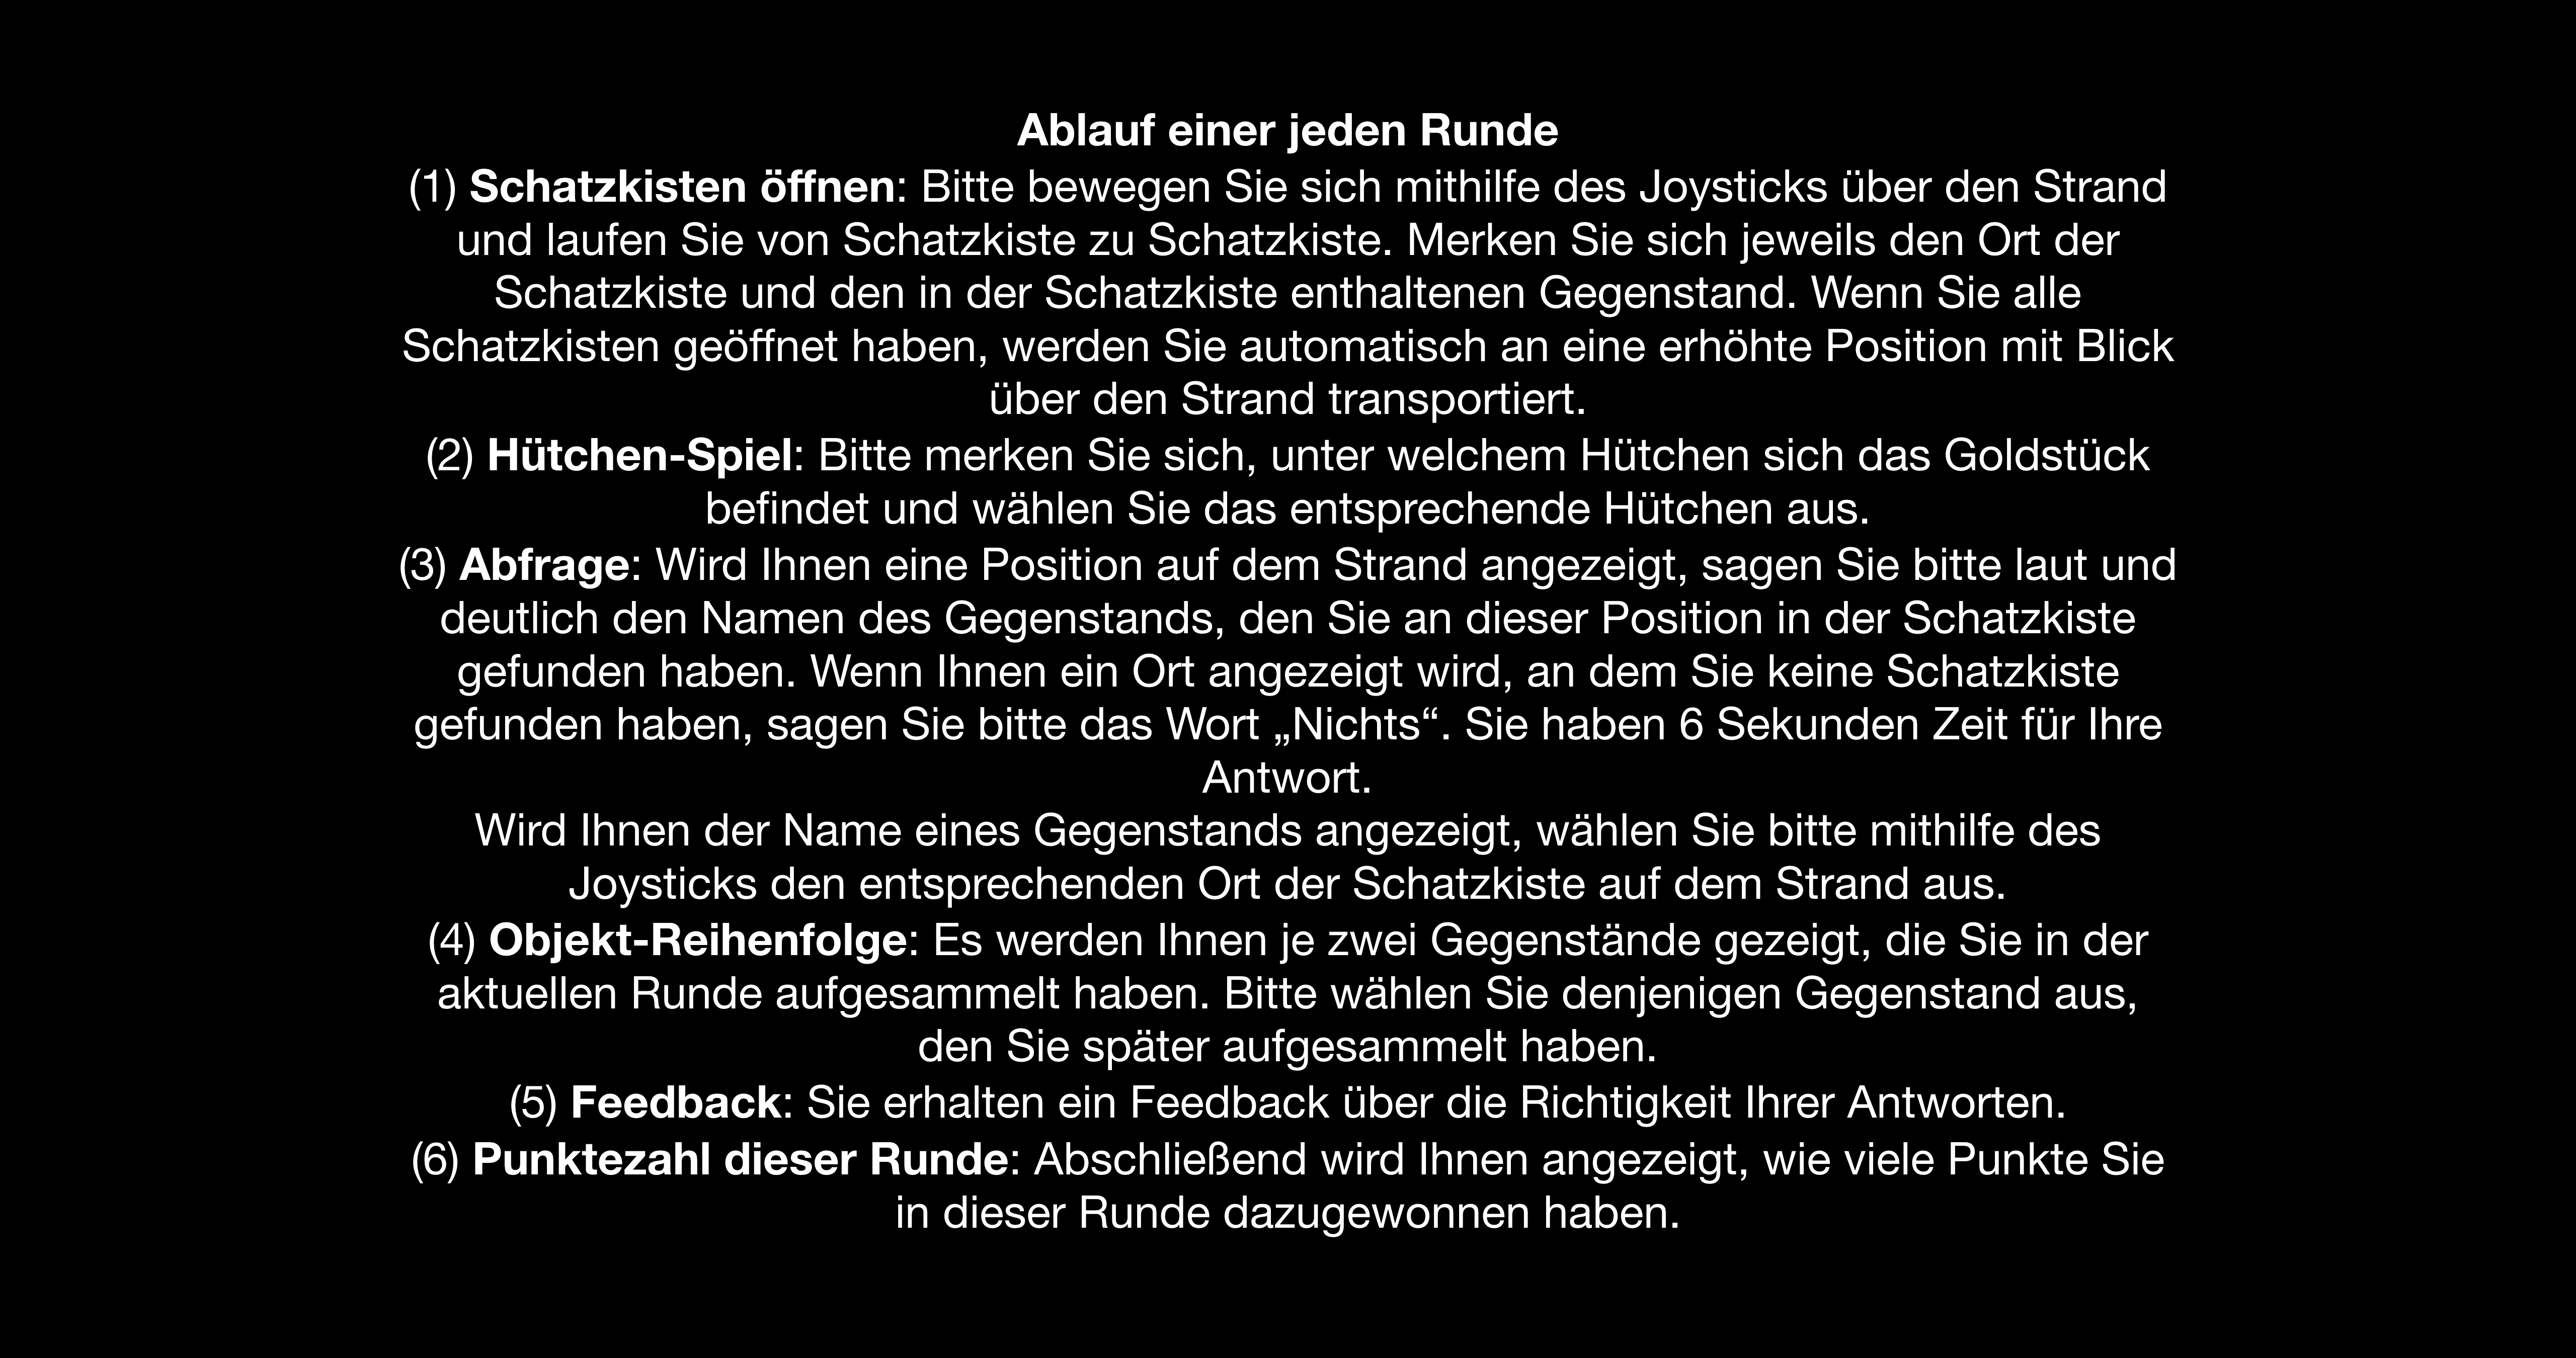 Ablauf einer jeden Runde
(1) Schatzkisten öffnen: Bitte bewegen Sie sich mithilfe des Joysticks über den Strand
und laufen Sie von Schatzkiste zu Schatzkiste. Merken Sie sich jeweils den Ort der
Schatzkiste und den in der Schatzkiste enthaltenen Gegenstand. Wenn Sie alle
Schatzkisten geöffnet haben, werden Sie automatisch an eine erhöhte Position mit Blick
über den Strand transportiert.
(2) Hütchen-Spiel: Bitte merken Sie sich, unter welchem Hütchen sich das Goldstück
befindet und wählen Sie das entsprechende Hütchen aus.
(3) Abfrage: Wird Ihnen eine Position auf dem Strand angezeigt, sagen Sie bitte laut und
deutlich den Namen des Gegenstands, den Sie an dieser Position in der Schatzkiste
gefunden haben. Wenn Ihnen ein Ort angezeigt wird, an dem Sie keine Schatzkiste
gefunden haben, sagen Sie bitte das Wort „Nichts“. Sie haben 6 Sekunden Zeit für Ihre
Antwort.
Wird Ihnen der Name eines Gegenstands angezeigt, wählen Sie bitte mithilfe des
Joysticks den entsprechenden Ort der Schatzkiste auf dem Strand aus.
(4) Objekt-Reihenfolge: Es werden Ihnen je zwei Gegenstände gezeigt, die Sie in der
aktuellen Runde aufgesammelt haben. Bitte wählen Sie denjenigen Gegenstand aus,
den Sie später aufgesammelt haben.
(5) Feedback: Sie erhalten ein Feedback über die Richtigkeit Ihrer Antworten.
(6) Punktezahl dieser Runde: Abschließend wird Ihnen angezeigt, wie viele Punkte Sie
in dieser Runde dazugewonnen haben.